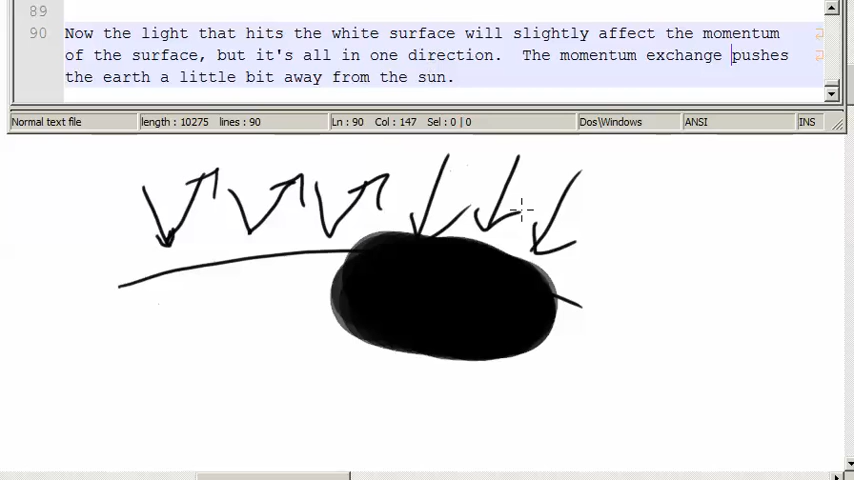 89
90 Now the light that hits the white surface will slightly affect the momentum
of the surface, but it's all in one direction.  The momentum exchange pushes
the earth a little bit away from the sun.
Normal text file length : 10275 lines : 90 Ln : 90 Col : 147 Sel : 0 | 0 Dos\Windows ANSI INS